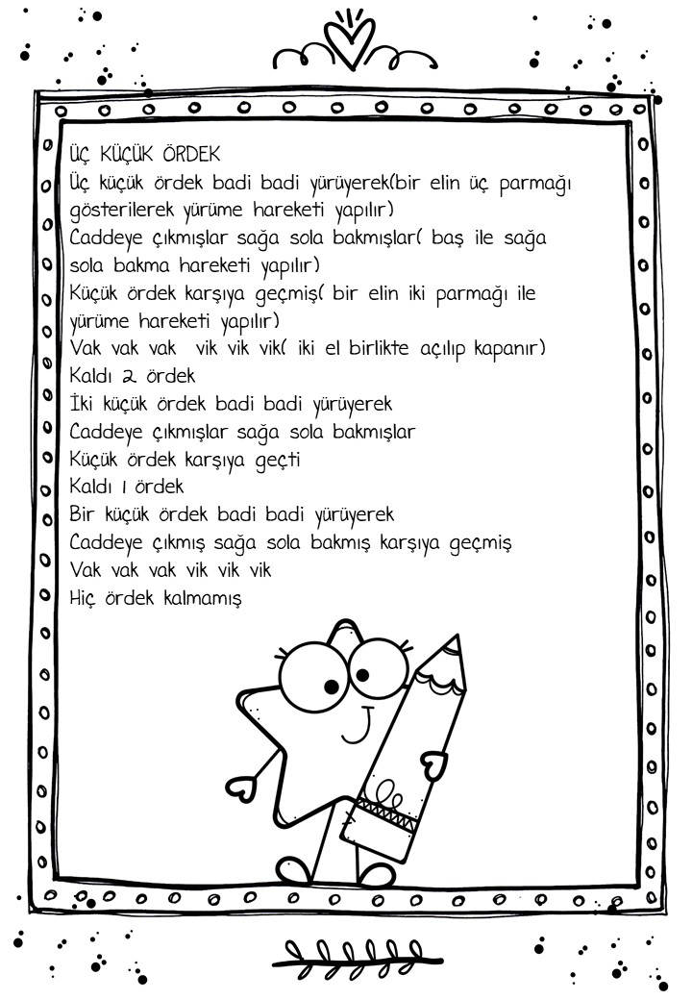 ÜÇ KÜÇÜK ÖRDEK
Üç küçük ördek badi badi yürüyerek(bir elin üç parmağı
gösterilerek yürüme hareketi yapılır)
Caddeye çıkmışlar sağa sola bakmışlar( baş ile sağa
sola bakma hareketi yapılır)
Küçük ördek karşıya geçmiş( bir elin iki parmağı ile
yürüme hareketi yapılır)
Vak vak vak  vik vik vik( iki el birlikte açılıp kapanır)
Kaldı 2 ördek
İki küçük ördek badi badi yürüyerek
Caddeye çıkmışlar sağa sola bakmışlar
Küçük ördek karşıya geçti
Kaldı 1 ördek
Bir küçük ördek badi badi yürüyerek
Caddeye çıkmış sağa sola bakmış karşıya geçmiş
Vak vak vak vik vik vik
Hiç ördek kalmamış